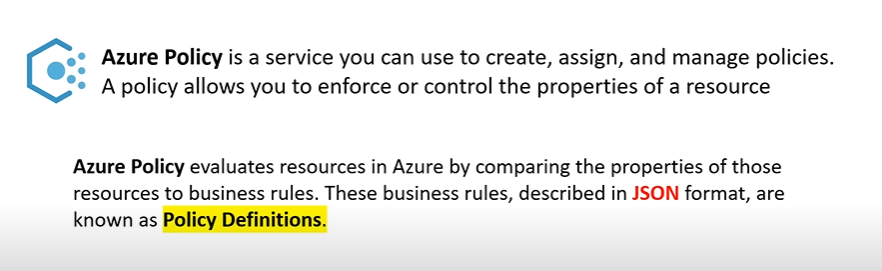 Azure Policy is a service you can use to create, assign, and manage policies.
A policy allows you to enforce or control the properties of a resource
Azure Policy evaluates resources in Azure by comparing the properties of those
resources to business rules. These business rules, described in JSON format, are
known as Policy Definitions.